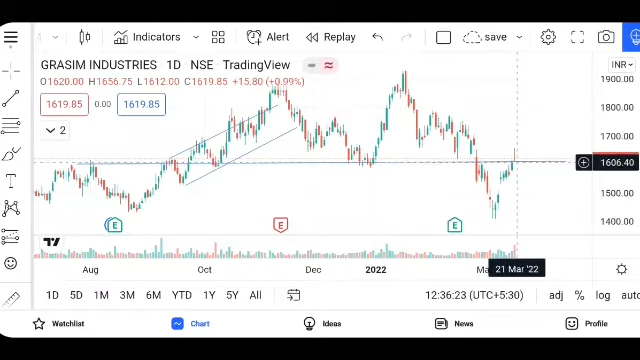 Indicators Alert Replay save
GRASIM INDUSTRIES 1D NSE TradingView
INR
O1620.00 H1656.75 L1612.00 C1619.85 +15.80 (+0.99%)
1900.00
1619.85 0.00 1619.85
1800.00
2
1700.00
1606.40
1500.00
1400.00
E E E
Aug Oct Dec 2022 21 Mar '22
1D 5D 1M 3M 6M YTD 1Y 5Y All 12:36:23 (UTC+5:30) adj % log auto
Watchlist Chart Ideas News Profile